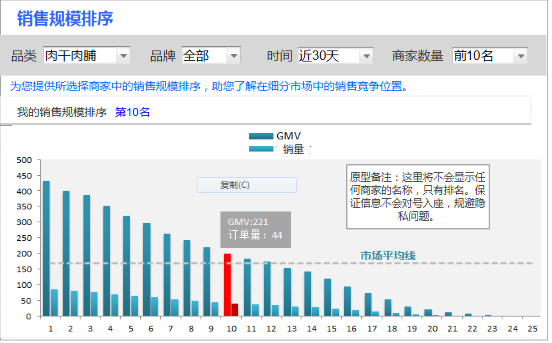 销售规模排序
品类 肉干肉脯 品牌 全部 时间 近30天 商家数量 前10名
为您提供所选择商家中的销售规模排序，助您了解在细分市场中的销售竞争位置。
我的销售规模排序 第10名
GMV
销量
500
450
400
350
300
250
200
150
100
50
0
复制(C)
GMV:221
订单量：44
原型备注：这里将不会显示任
何商家的名称，只有排名。保
证信息不会对号入座，规避隐
私问题。
市场平均线
1 2 3 4 5 6 7 8 9 10 11 12 13 14 15 16 17 18 19 20 21 22 23 24 25